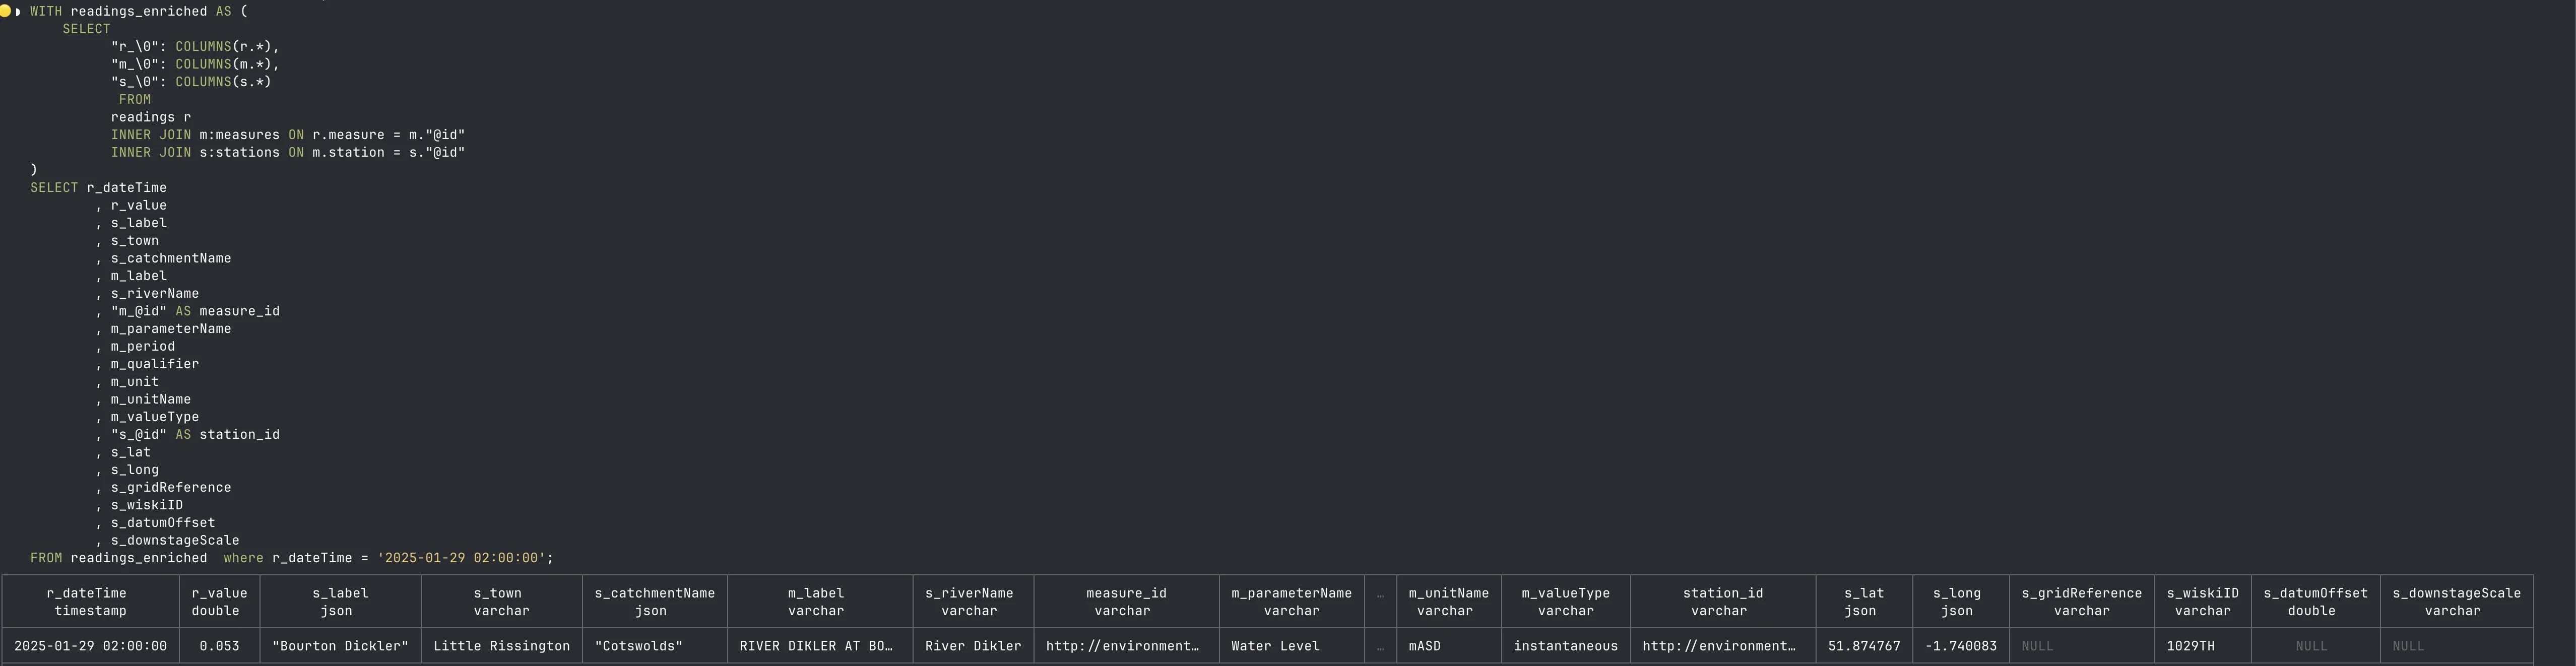 WITH readings_enriched AS (
SELECT
"r_\0": COLUMNS(r.*),
"m_\0": COLUMNS(m.*),
"s_\0": COLUMNS(s.*)
FROM
readings r
INNER JOIN m:measures ON r.measure = m."@id"
INNER JOIN s:stations ON m.station = s."@id"
)
SELECT r_dateTime
, r_value
, s_label
, s_town
, s_catchmentName
, m_label
, s_riverName
, "m_@id" AS measure_id
, m_parameterName
, m_period
, m_qualifier
, m_unit
, m_unitName
, m_valueType
, "s_@id" AS station_id
, s_lat
, s_long
, s_gridReference
, s_wiskiID
, s_datumOffset
, s_downstageScale
FROM readings_enriched where r_dateTime = '2025-01-29 02:00:00';
r_dateTime r_value s_label s_town s_catchmentName m_label s_riverName measure_id m_parameterName … m_unitName m_valueType station_id s_lat s_long s_gridReference s_wiskiID s_datumOffset s_downstageScale
timestamp double json varchar json varchar varchar varchar varchar varchar varchar varchar json json varchar varchar double varchar
2025-01-29 02:00:00 0.053 "Bourton Dickler" Little Rissington "Cotswolds" RIVER DIKLER AT BO… River Dikler http://environment… Water Level … mASD instantaneous http://environment… 51.874767 -1.740083 NULL 1029TH NULL NULL